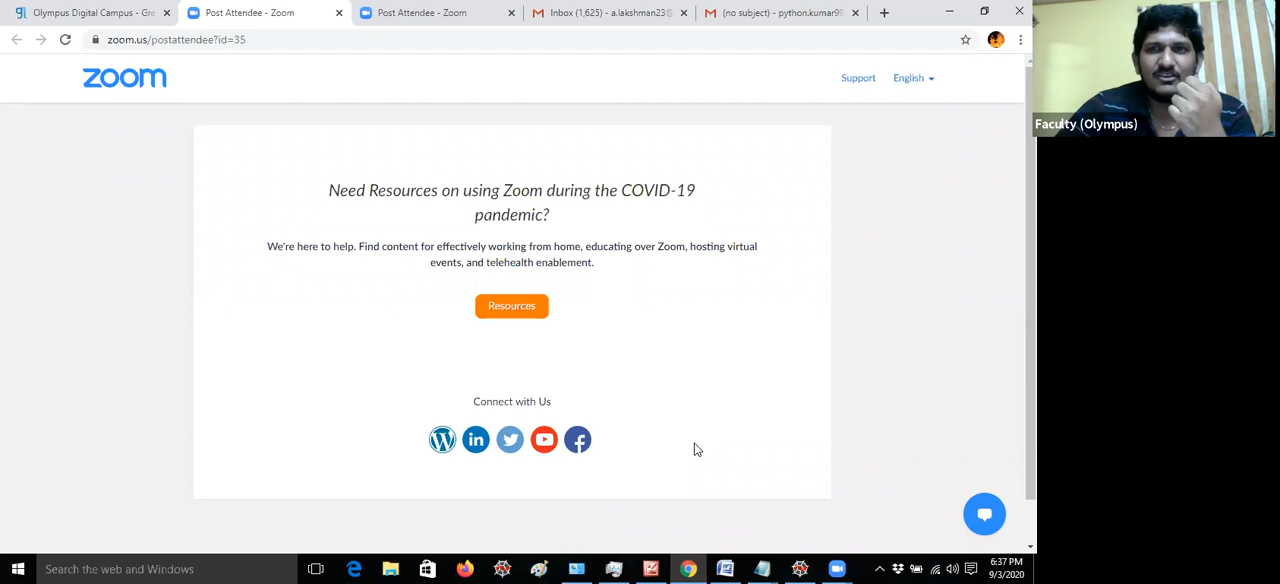 Olympus Digital Campus - Gre
Post Attendee - Zoom
Post Attendee - Zoom
Inbox (1,625) - a.lakshman23@
(no subject) - python.kumar99
zoom.us/postattendee?id=35
zoom
Support
English
Faculty (Olympus)
Need Resources on using Zoom during the COVID-19
pandemic?
We're here to help. Find content for effectively working from home, educating over Zoom, hosting virtual
events, and telehealth enablement.
Resources
Connect with Us
Search the web and Windows
6:37 PM
9/3/2020